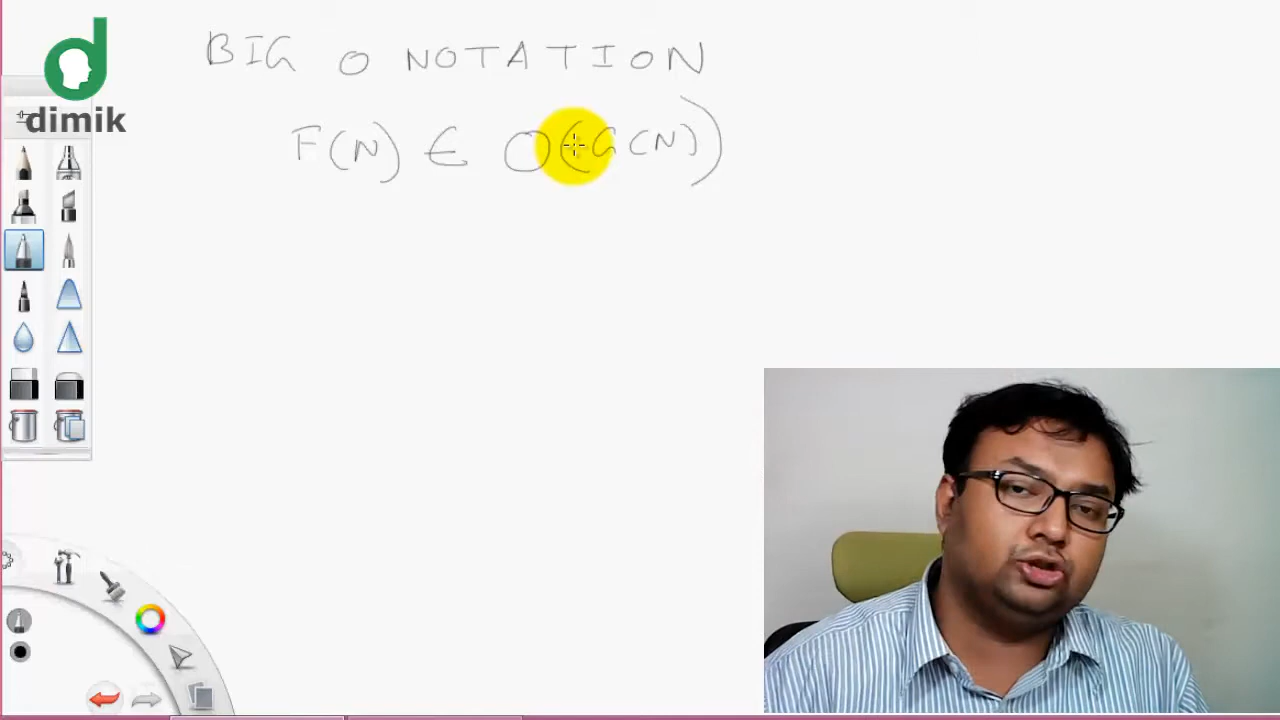 BIG O NOTATION
dimik
F(N) ∈ O(G(N))